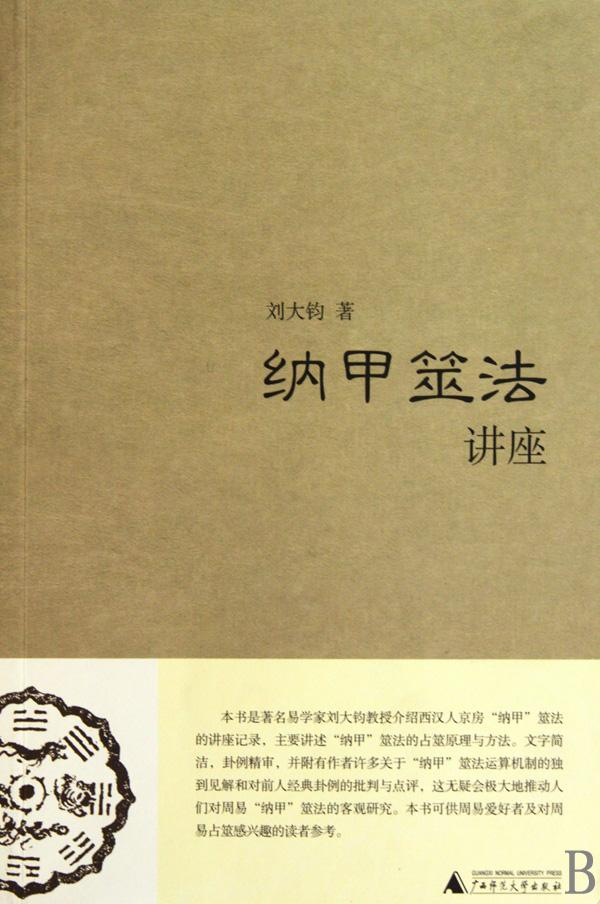 刘大钧 著
纳甲筮法
讲座
本书是著名易学家刘大钧教授介绍西汉人京房“纳甲”筮法
的讲座记录，主要讲述“纳甲”筮法的占筮原理与方法。文字简
洁，卦例精审，并附有作者许多关于“纳甲”筮法运算机制的独
到见解和对前人经典卦例的批判与点评，这无疑会极大地推动人
们对周易“纳甲”筮法的客观研究。本书可供周易爱好者及对周
易占筮感兴趣的读者参考。
GUANGXI NORMAL UNIVERSITY PRESS
广西师范大学出版社
B